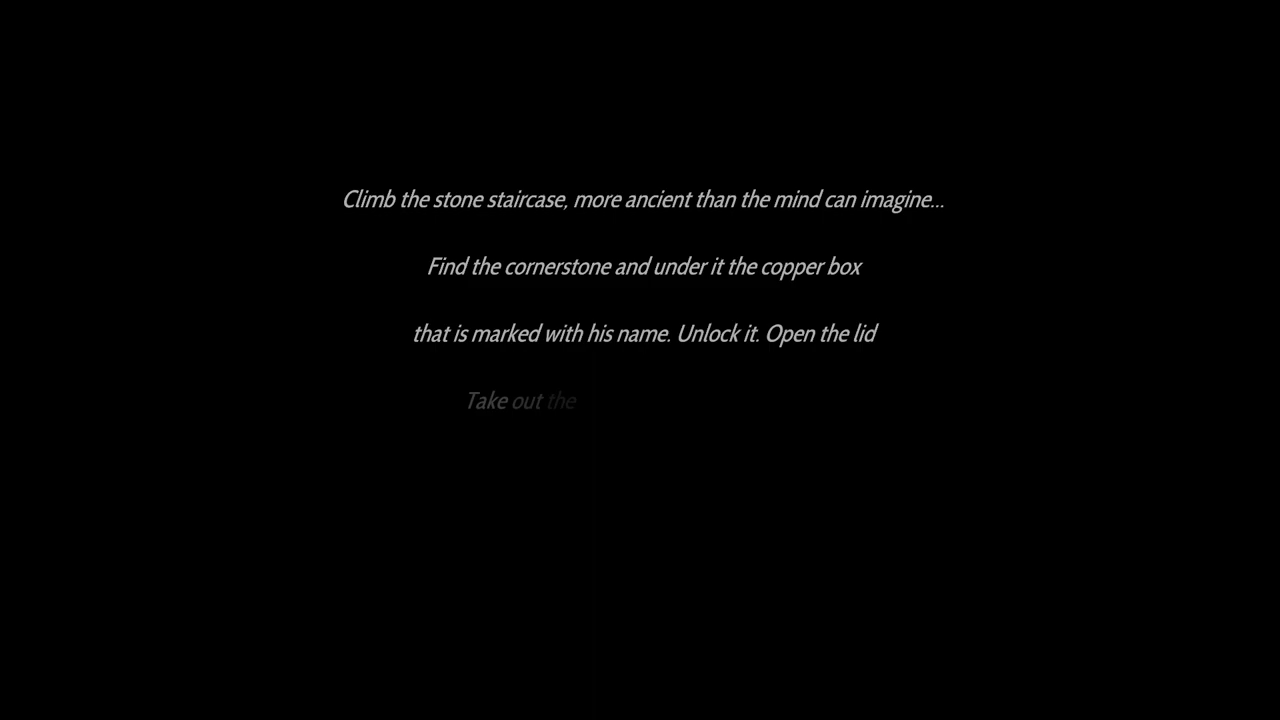 Climb the stone staircase, more ancient than the mind can imagine...
Find the cornerstone and under it the copper box
that is marked with his name. Unlock it. Open the lid
Take out the